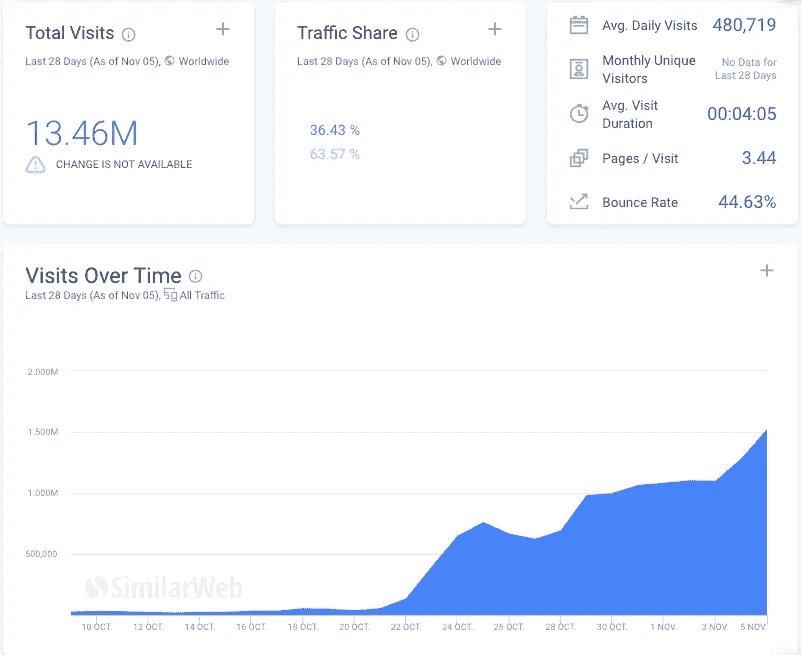 Total Visits
Last 28 Days (As of Nov 05), Worldwide
13.46M
CHANGE IS NOT AVAILABLE
Traffic Share
Last 28 Days (As of Nov 05), Worldwide
36.43 %
63.57 %
Avg. Daily Visits 480,719
Monthly Unique
Visitors
No Data for
Last 28 Days
Avg. Visit
Duration
00:04:05
Pages / Visit 3.44
Bounce Rate 44.63%
Visits Over Time
Last 28 Days (As of Nov 05), All Traffic
2.000M
1.500M
1.000M
500,000
SimilarWeb
10 OCT. 12 OCT. 14 OCT. 16 OCT. 18 OCT. 20 OCT. 22 OCT. 24 OCT. 26 OCT. 28 OCT. 30 OCT. 1 NOV. 3 NOV. 5 NOV.